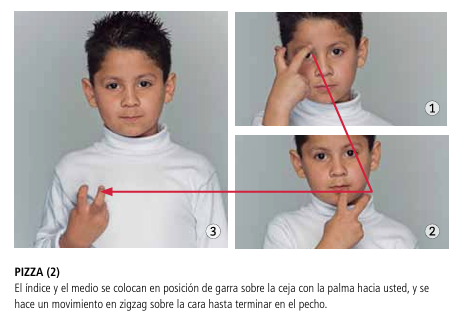 1
2
3
PIZZA (2)
El índice y el medio se colocan en posición de garra sobre la ceja con la palma hacia usted, y se
hace un movimiento en zigzag sobre la cara hasta terminar en el pecho.